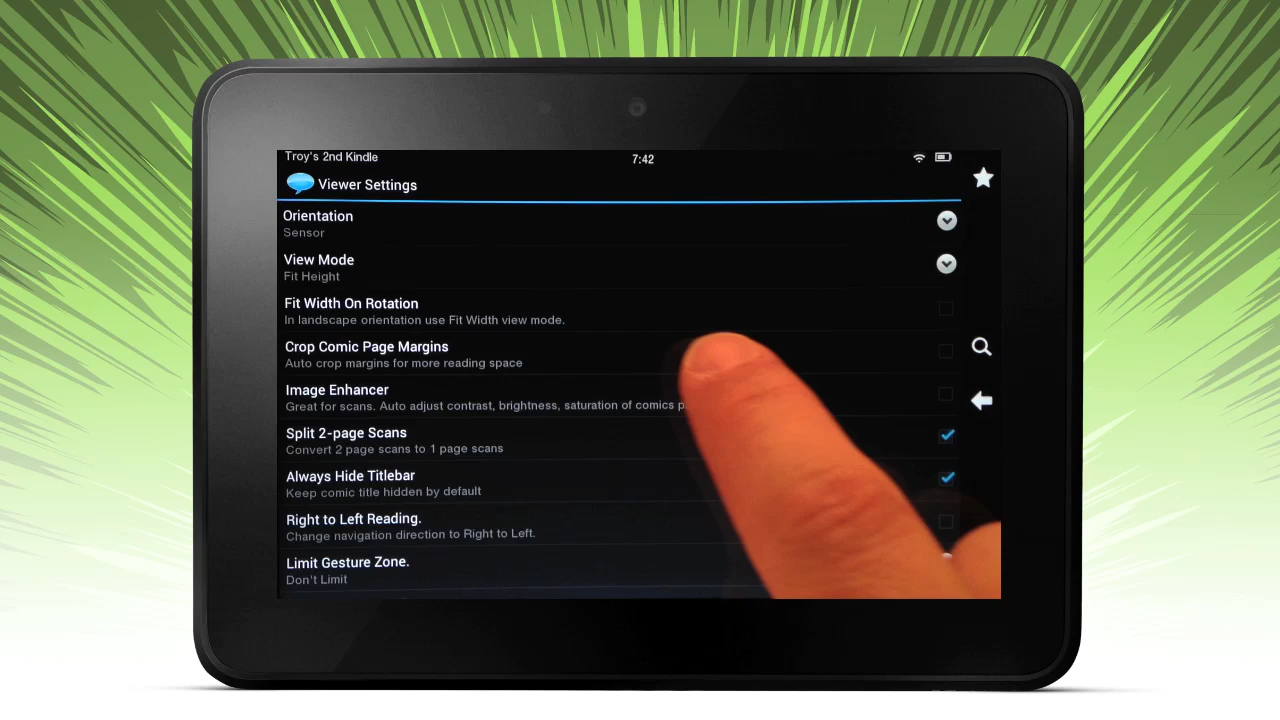 Troy's 2nd Kindle
7:42
Viewer Settings
Orientation
Sensor
View Mode
Fit Height
Fit Width On Rotation
In landscape orientation use Fit Width view mode.
Crop Comic Page Margins
Auto crop margins for more reading space
Image Enhancer
Great for scans. Auto adjust contrast, brightness, saturation of comics
Split 2-page Scans
Convert 2 page scans to 1 page scans
Always Hide Titlebar
Keep comic title hidden by default
Right to Left Reading.
Change navigation direction to Right to Left.
Limit Gesture Zone.
Don't Limit